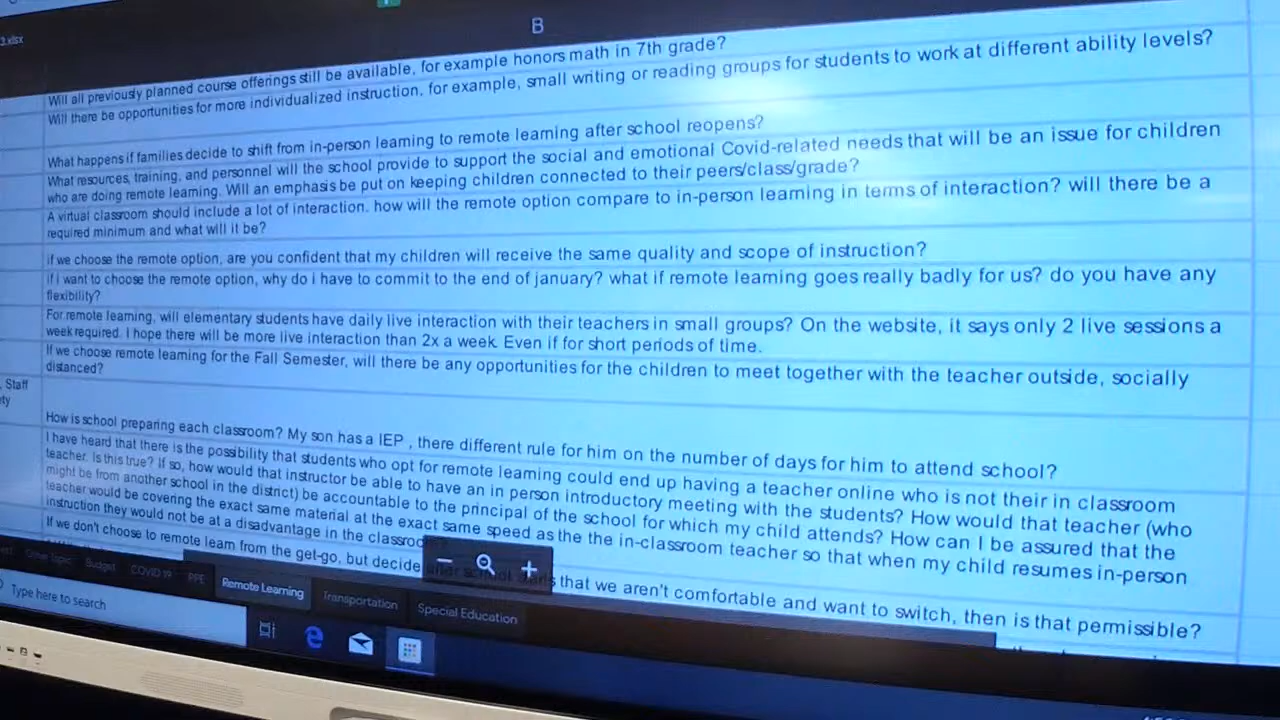 3.xlsx
B
Will all previously planned course offerings still be available, for example honors math in 7th grade?
Will there be opportunities for more individualized instruction, for example, small writing or reading groups for students to work at different ability levels?
What happens if families decide to shift from in-person learning to remote learning after school reopens?
What resources, training, and personnel will the school provide to support the social and emotional Covid-related needs that will be an issue for children
who are doing remote learning. Will an emphasis be put on keeping children connected to their peers/class/grade?
A virtual classroom should include a lot of interaction. how will the remote option compare to in-person learning in terms of interaction? will there be a
required minimum and what will it be?
if we choose the remote option, are you confident that my children will receive the same quality and scope of instruction?
If i want to choose the remote option, why do i have to commit to the end of january? what if remote learning goes really badly for us? do you have any
flexibility?
For remote learning, will elementary students have daily live interaction with their teachers in small groups? On the website, it says only 2 live sessions a
week required. I hope there will be more live interaction than 2x a week. Even if for short periods of time.
If we choose remote learning for the Fall Semester, will there be any opportunities for the children to meet together with the teacher outside, socially
distanced?
, Staff
How is school preparing each classroom? My son has a IEP , there different rule for him on the number of days for him to attend school?
I have heard that there is the possibility that students who opt for remote learning could end up having a teacher online who is not their in classroom
teacher. Is this true? If so, how would that instructor be able to have an in person introductory meeting with the students? How would that teacher (who
might be from another school in the district) be accountable to the principal of the school for which my child attends? How can I be assured that the
teacher would be covering the exact same material at the exact same speed as the the in-classroom teacher so that when my child resumes in-person
instruction they would not be at a disadvantage in the
If we don't choose to remote learn from the get-go, but decide that we aren't comfortable and want to switch, then is that permissible?
Other topic Budget COVID 19 PPE Remote Learning Transportation Special Education
Type here to search